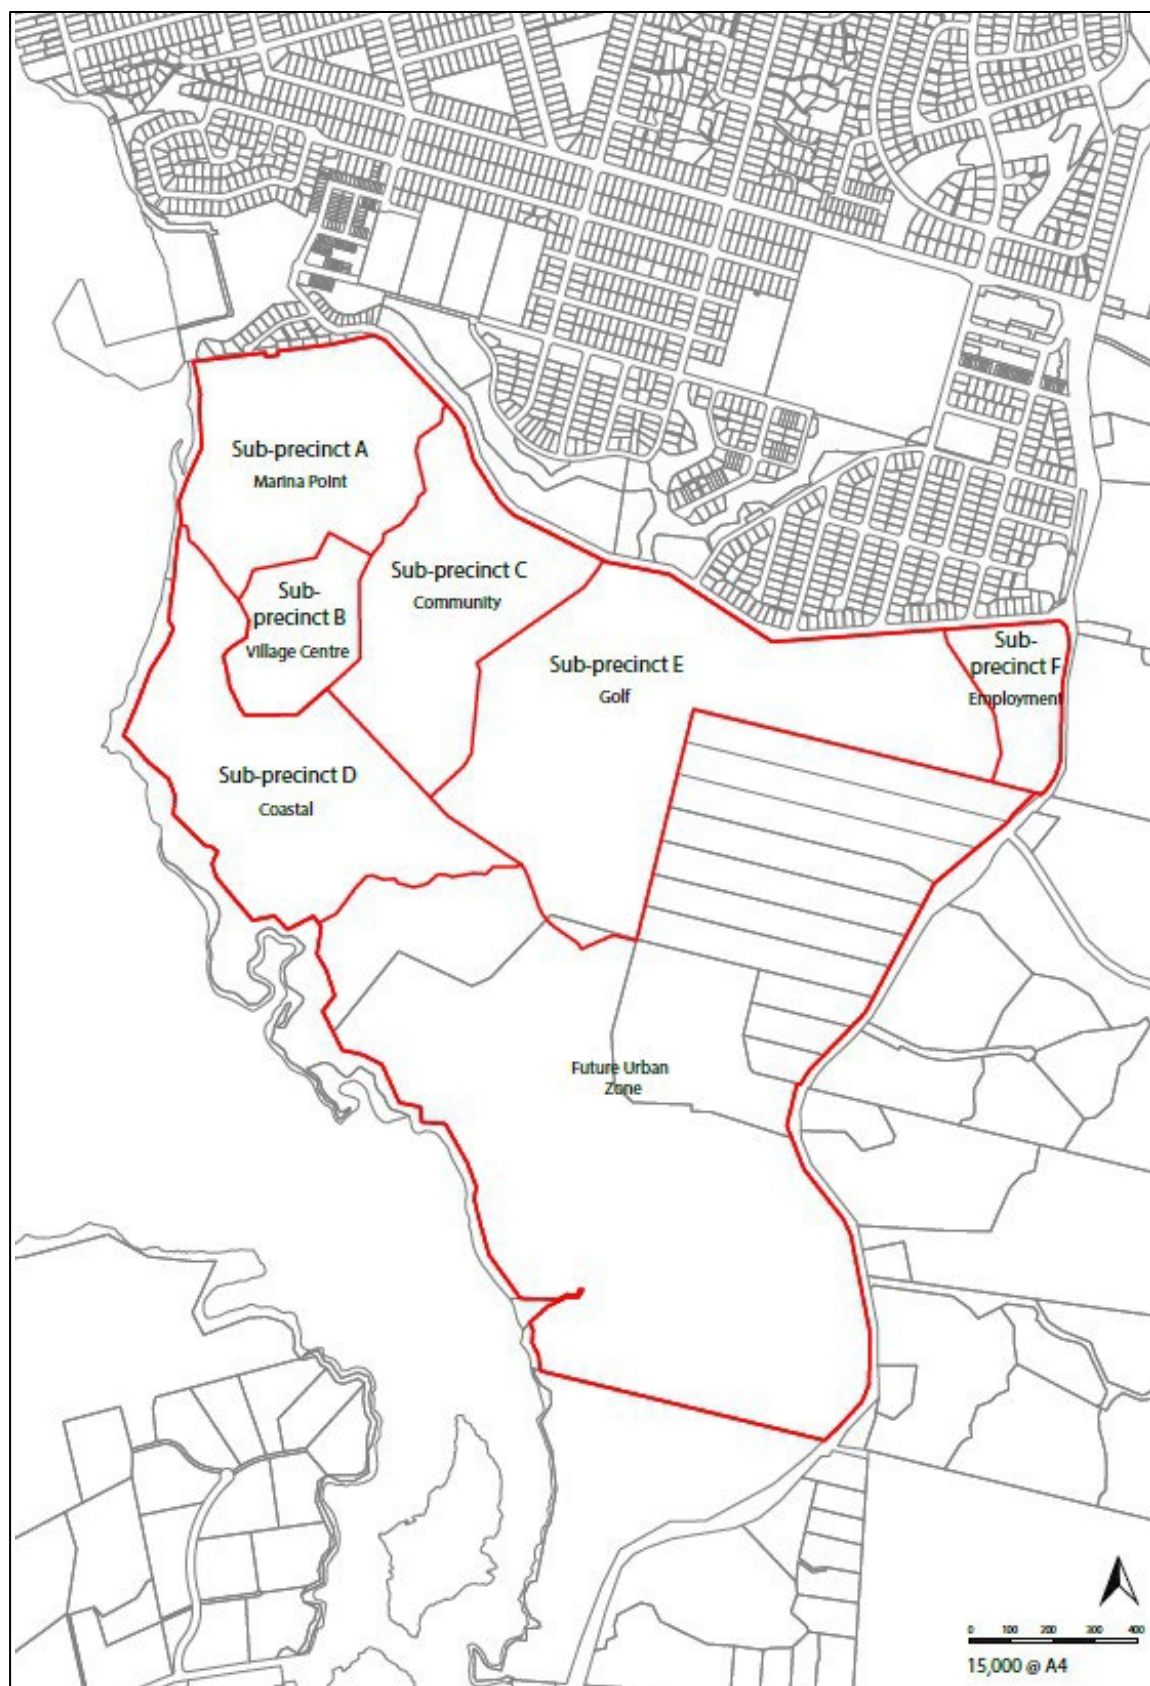 Sub-precinct A
Marina Point
Sub-precinct C
Community
Sub-
precinct B
Village Centre
Sub-precinct E
Golf
Sub-
precinct F
Employment
Sub-precinct D
Coastal
Future Urban
Zone
0 100 200 300 400
15,000 @ A4